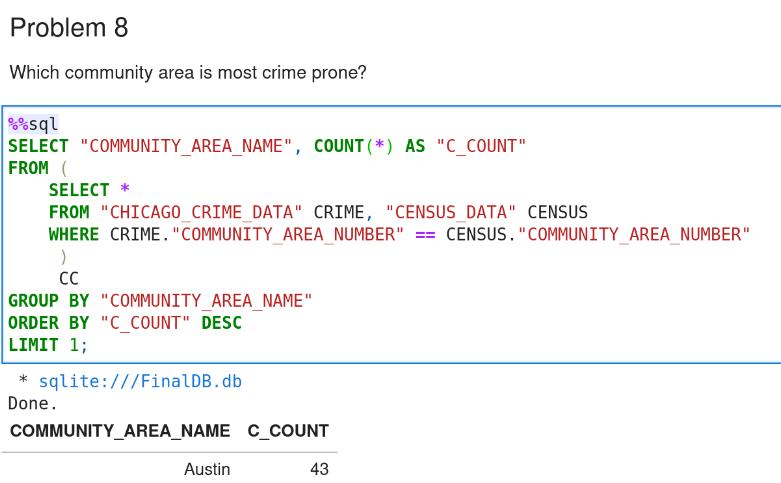 Problem 8
Which community area is most crime prone?
%%sql
SELECT "COMMUNITY_AREA_NAME", COUNT(*) AS "C_COUNT"
FROM (
    SELECT *
    FROM "CHICAGO_CRIME_DATA" CRIME, "CENSUS_DATA" CENSUS
    WHERE CRIME."COMMUNITY_AREA_NUMBER" == CENSUS."COMMUNITY_AREA_NUMBER"
     )
     CC
GROUP BY "COMMUNITY_AREA_NAME"
ORDER BY "C_COUNT" DESC
LIMIT 1;
 * sqlite:///FinalDB.db
Done.
COMMUNITY_AREA_NAME C_COUNT
Austin 43